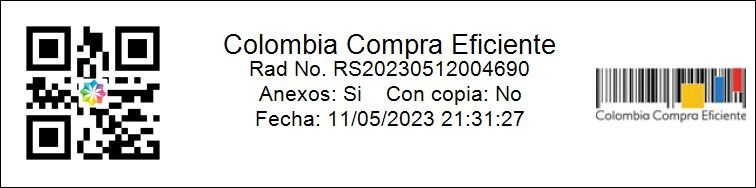 Colombia Compra Eficiente
Rad No. RS20230512004690
Anexos: Si Con copia: No
Fecha: 11/05/2023 21:31:27
Colombia Compra Eficiente